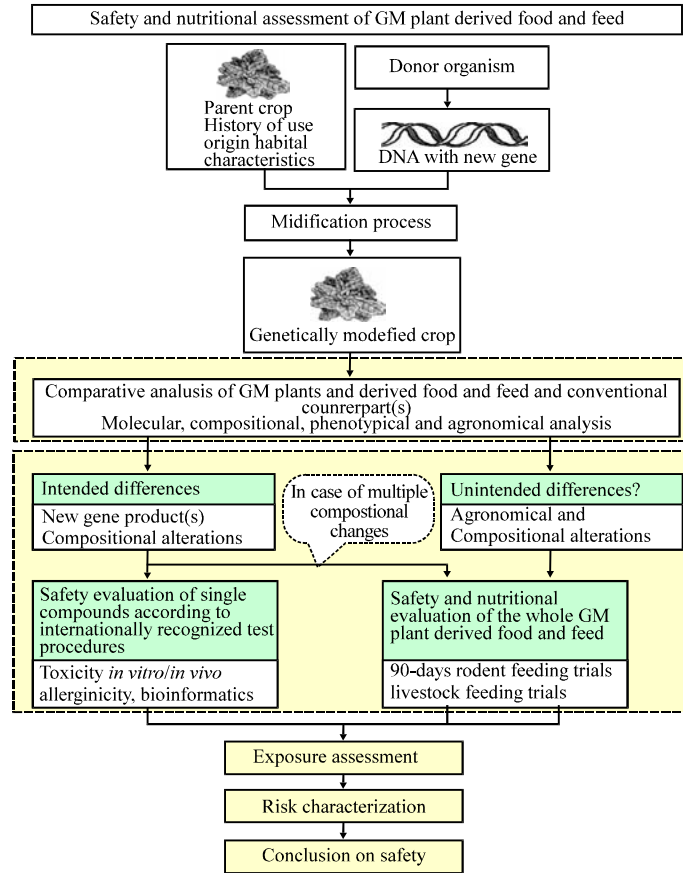 Safety and nutritional assessment of GM plant derived food and feed
Parent crop
History of use
origin habital
characteristics
Donor organism
DNA with new gene
Midification process
Genetically modefied crop
Comparative analysis of GM plants and derived food and feed and conventional
counrepart(s)
Molecular, compositional, phenotypical and agronomical analysis
Intended differences
New gene product(s)
Compositional alterations
In case of multiple
compostional
changes
Unintended differences?
Agronomical and
Compositional alterations
Safety evaluation of single
compounds according to
internationally recognized test
procedures
Toxicity in vitro/in vivo
allerginicity, bioinformatics
Safety and nutritional
evaluation of the whole GM
plant derived food and feed
90-days rodent feeding trials
livestock feeding trials
Exposure assessment
Risk characterization
Conclusion on safety